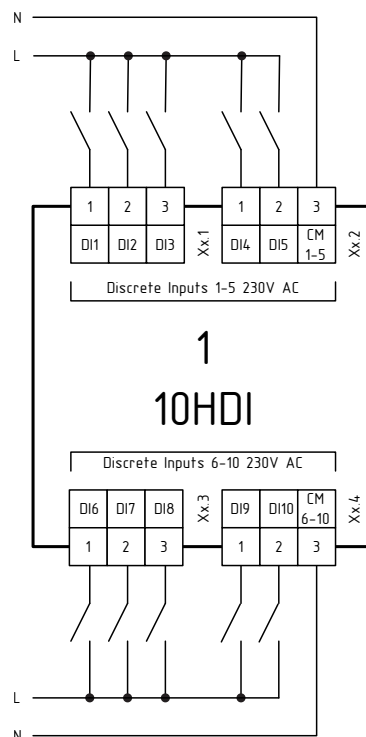 N
L
1 2 3 1 2 3
DI1 DI2 DI3 Xx.1 DI4 DI5 CM 1-5 Xx.2
Discrete Inputs 1-5 230V AC
1
10HDI
Discrete Inputs 6-10 230V AC
DI6 DI7 DI8 Xx.3 DI9 DI10 CM 6-10 Xx.4
1 2 3 1 2 3
L
N